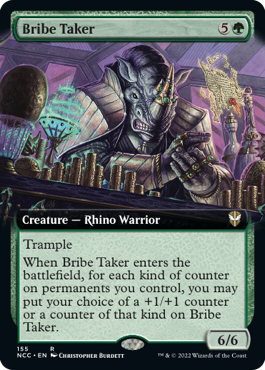 Bribe Taker 5
Creature — Rhino Warrior
Trample
When Bribe Taker enters the
battlefield, for each kind of counter
on permanents you control, you may
put your choice of a +1/+1 counter
or a counter of that kind on Bribe
Taker.
6/6
155 R
NCC • EN Christopher Burdett ™ & © 2022 Wizards of the Coast